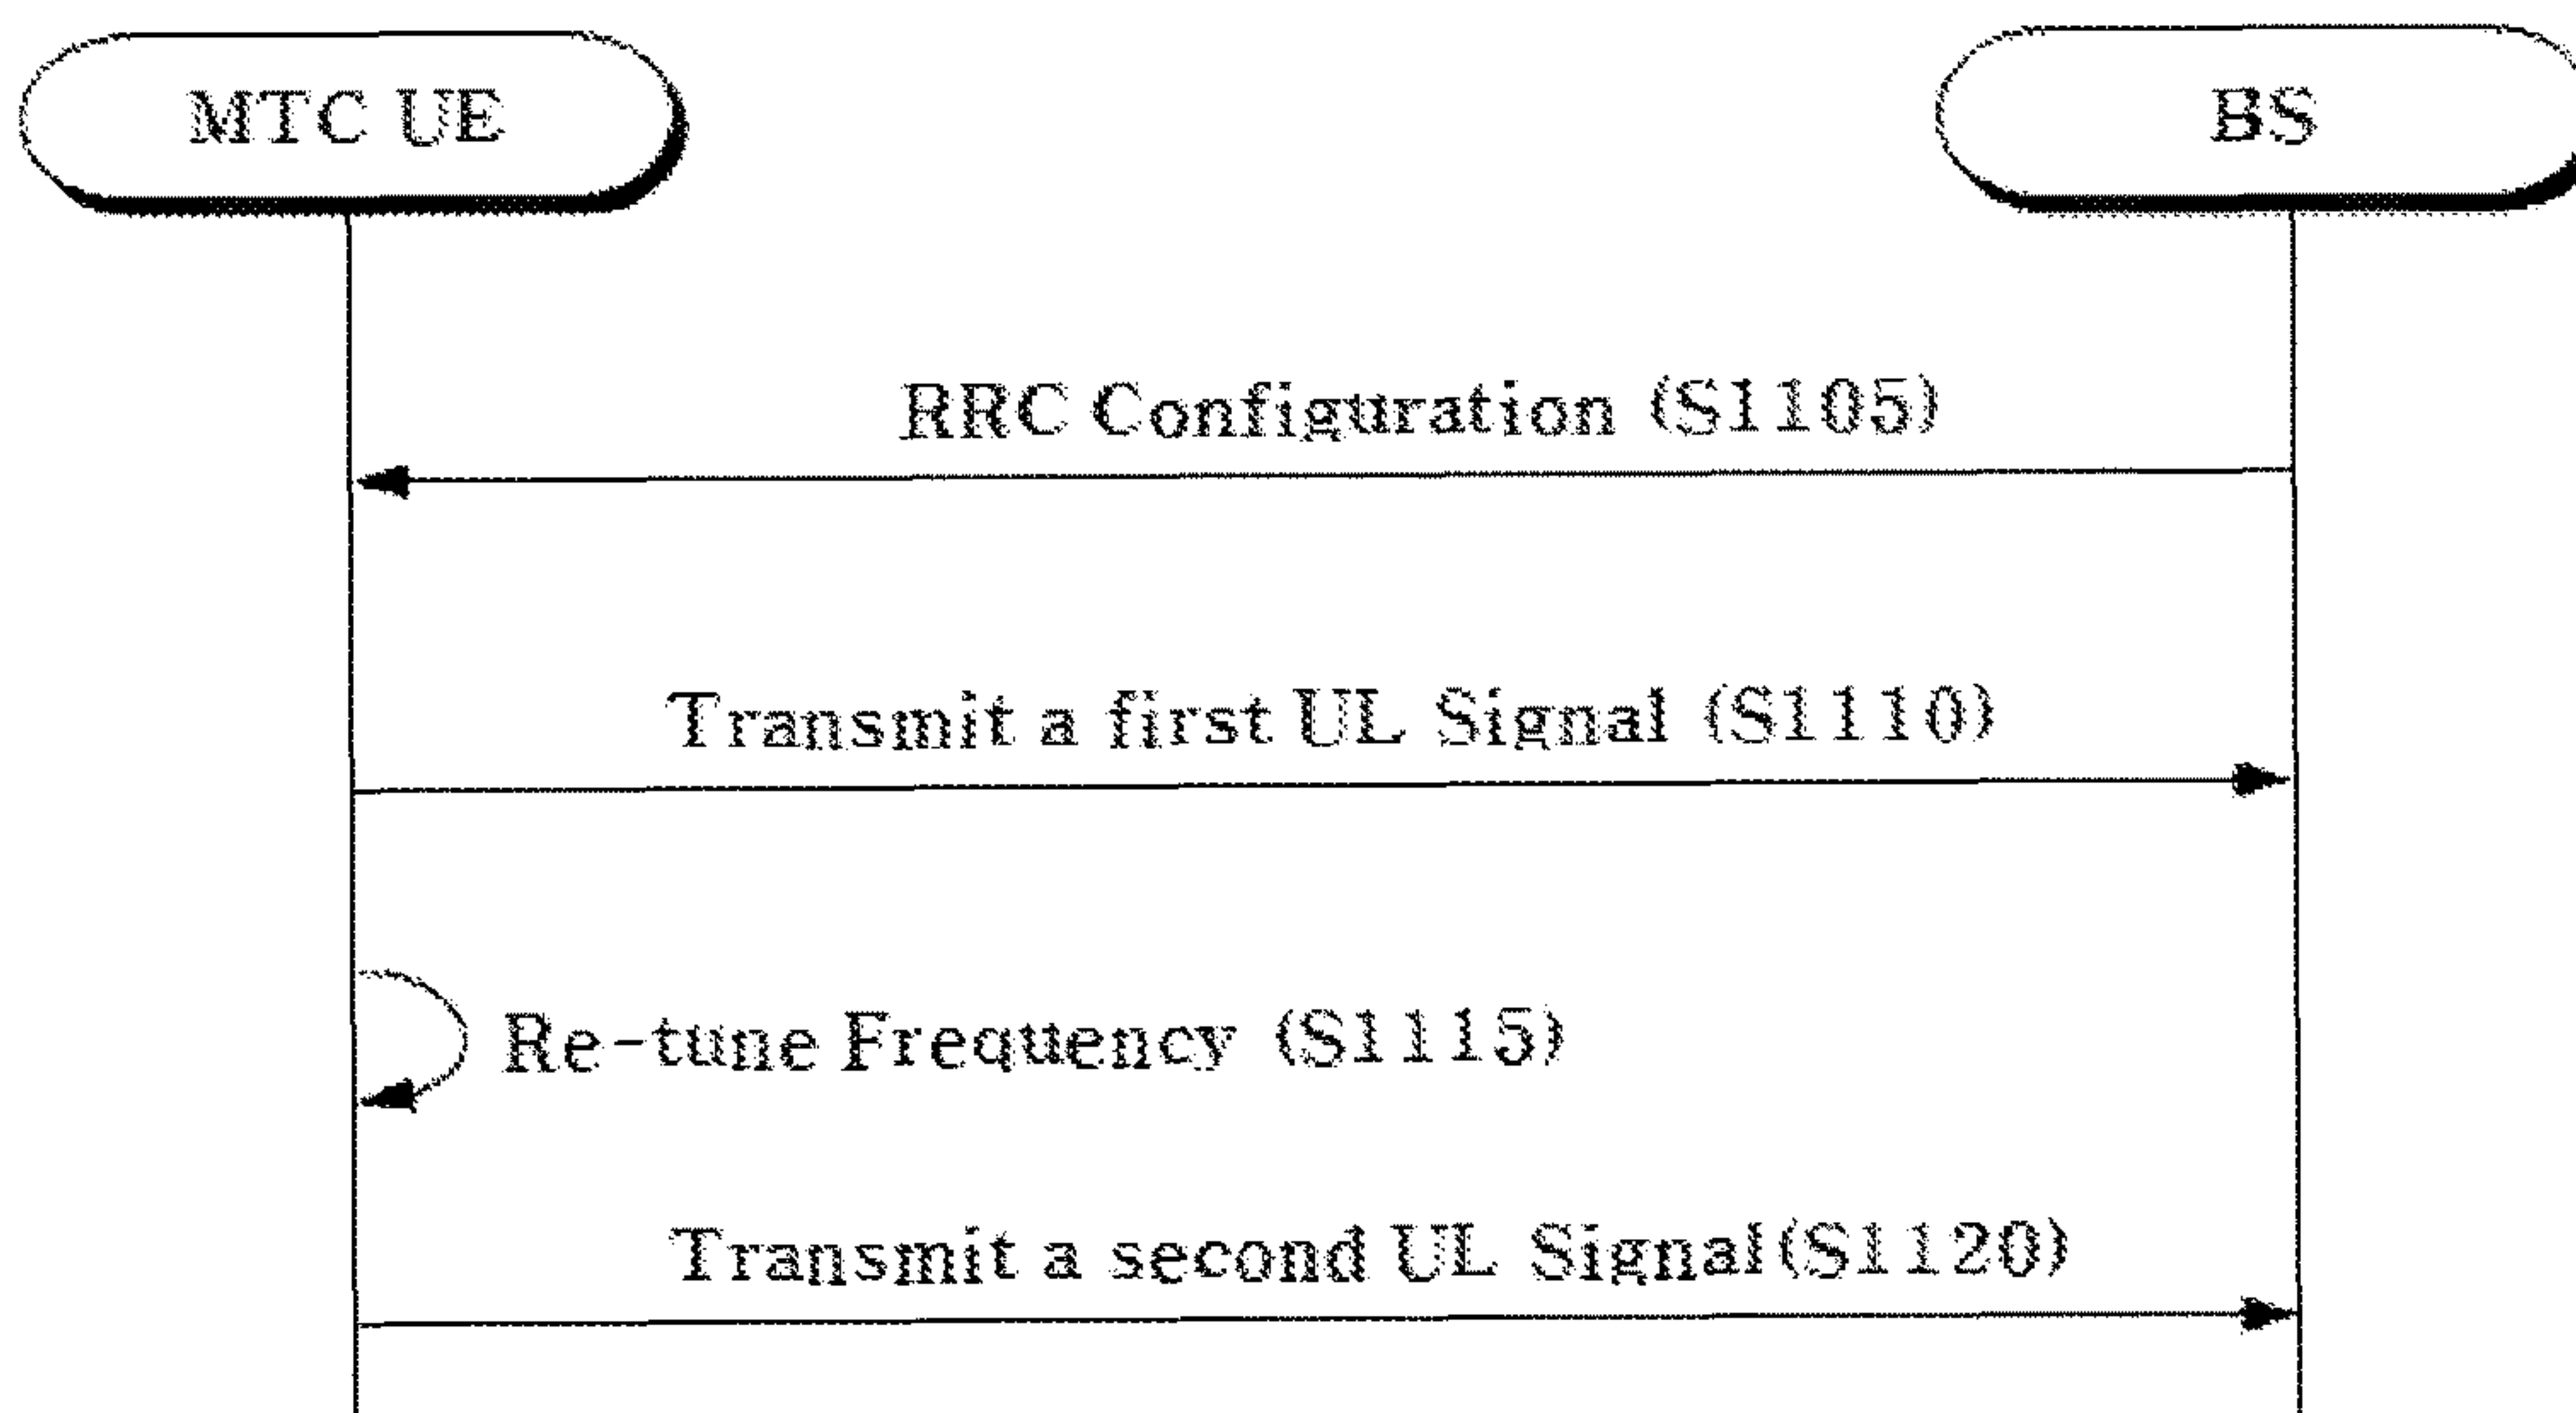 MTC UE
BS
RRC Configuration (S1105)
Transmit a first UL Signal (S1110)
Re-tune Frequency (S1115)
Transmit a second UL Signal(S1120)